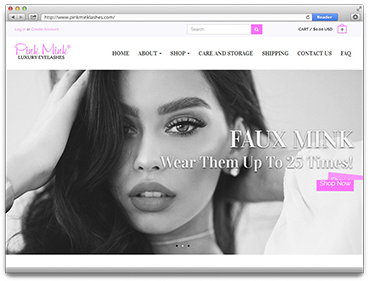 http://www.pinkminklashes.com/
Reader
Log in or Create Account
Search
CART / $0.00 USD
0
Pink Mink®
LUXURY EYELASHES
HOME ABOUT SHOP CARE AND STORAGE SHIPPING CONTACT US FAQ
FAUX MINK
Wear Them Up To 25 Times!
Shop Now